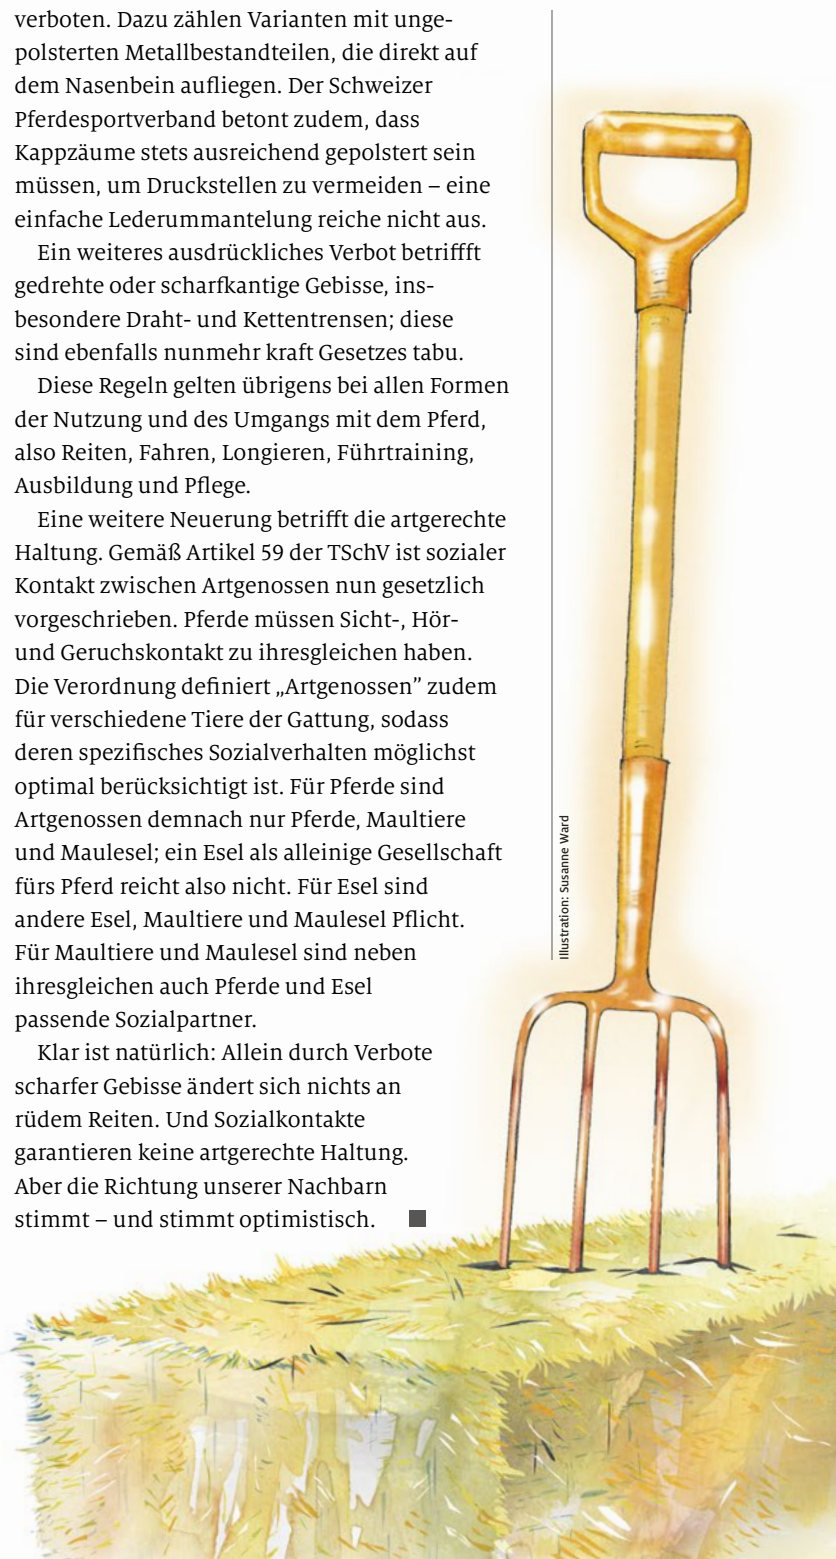 verboten. Dazu zählen Varianten mit unge-
polsterten Metallbestandteilen, die direkt auf
dem Nasenbein aufliegen. Der Schweizer
Pferdesportverband betont zudem, dass
Kappzäume stets ausreichend gepolstert sein
müssen, um Druckstellen zu vermeiden – eine
einfache Lederummantelung reiche nicht aus.
Ein weiteres ausdrückliches Verbot betriffft
gedrehte oder scharfkantige Gebisse, ins-
besondere Draht- und Kettentrensen; diese
sind ebenfalls nunmehr kraft Gesetzes tabu.
Diese Regeln gelten übrigens bei allen Formen
der Nutzung und des Umgangs mit dem Pferd,
also Reiten, Fahren, Longieren, Führtraining,
Ausbildung und Pflege.
Eine weitere Neuerung betrifft die artgerechte
Haltung. Gemäß Artikel 59 der TSchV ist sozialer
Kontakt zwischen Artgenossen nun gesetzlich
vorgeschrieben. Pferde müssen Sicht-, Hör-
und Geruchskontakt zu ihresgleichen haben.
Die Verordnung definiert „Artgenossen” zudem
für verschiedene Tiere der Gattung, sodass
deren spezifisches Sozialverhalten möglichst
optimal berücksichtigt ist. Für Pferde sind
Artgenossen demnach nur Pferde, Maultiere
und Maulesel; ein Esel als alleinige Gesellschaft
fürs Pferd reicht also nicht. Für Esel sind
andere Esel, Maultiere und Maulesel Pflicht.
Für Maultiere und Maulesel sind neben
ihresgleichen auch Pferde und Esel
passende Sozialpartner.
Klar ist natürlich: Allein durch Verbote
scharfer Gebisse ändert sich nichts an
rüdem Reiten. Und Sozialkontakte
garantieren keine artgerechte Haltung.
Aber die Richtung unserer Nachbarn
stimmt – und stimmt optimistisch. ■
Illustration: Susanne Ward